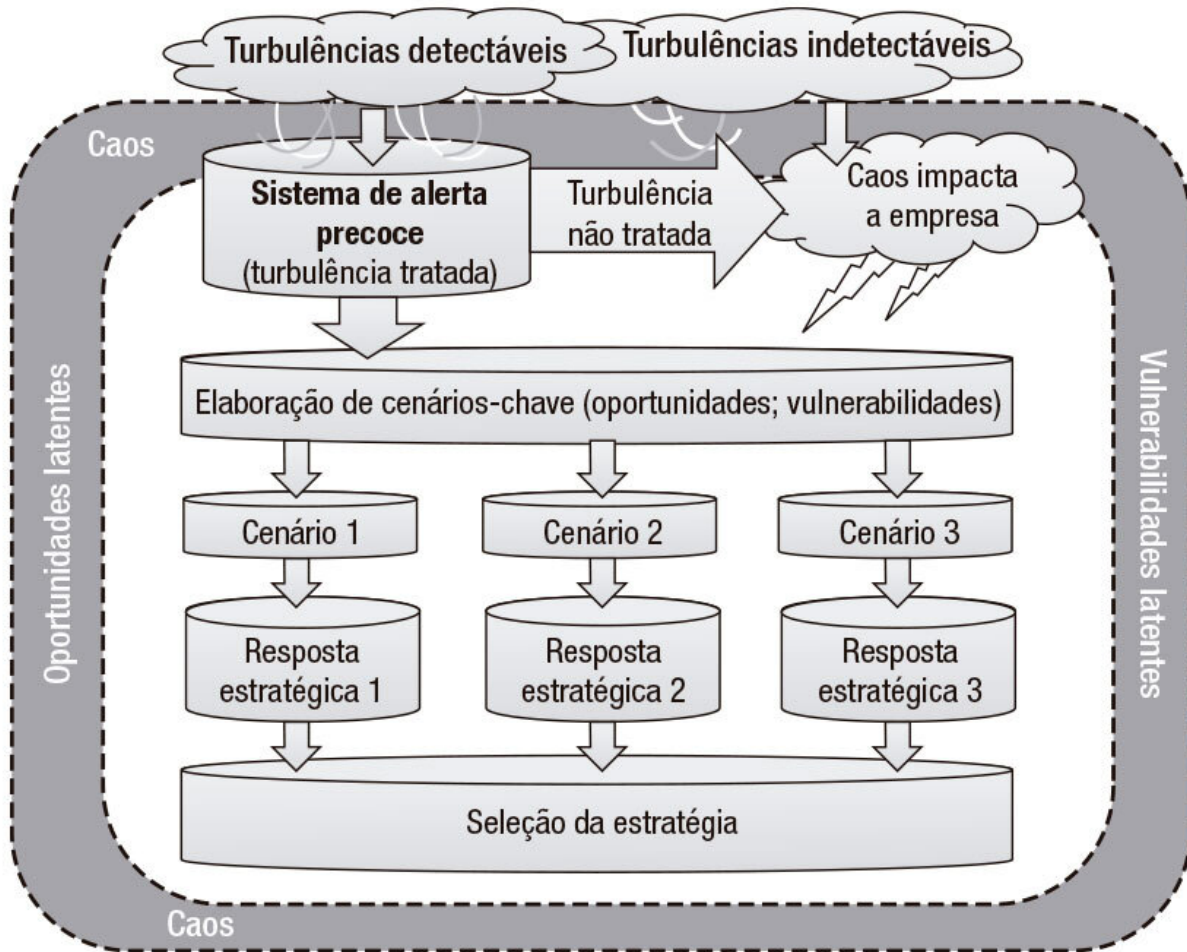 Turbulências detectáveis
Turbulências indetectáveis
Caos
Sistema de alerta
precoce
(turbulência tratada)
Turbulência
não tratada
Caos impacta
a empresa
Oportunidades latentes
Vulnerabilidades latentes
Elaboração de cenários-chave (oportunidades; vulnerabilidades)
Cenário 1
Cenário 2
Cenário 3
Resposta
estratégica 1
Resposta
estratégica 2
Resposta
estratégica 3
Seleção da estratégia
Caos